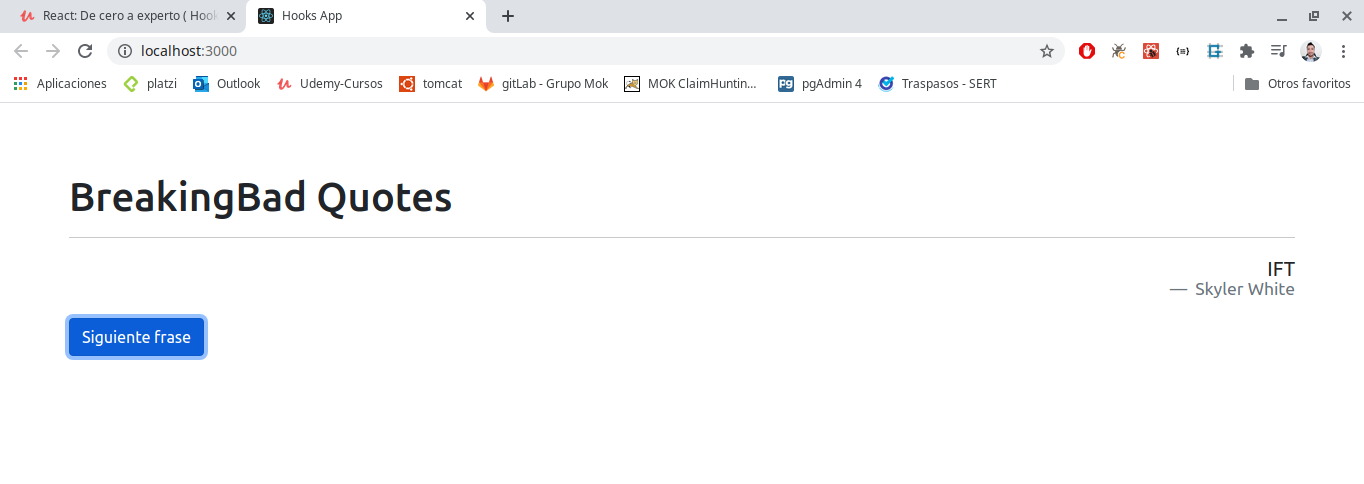 React: De cero a experto ( Hook
Hooks App
localhost:3000
Aplicaciones platzi Outlook Udemy-Cursos tomcat gitLab - Grupo Mok MOK ClaimHuntin... pgAdmin 4 Traspasos - SERT Otros favoritos
BreakingBad Quotes
IFT
— Skyler White
Siguiente frase